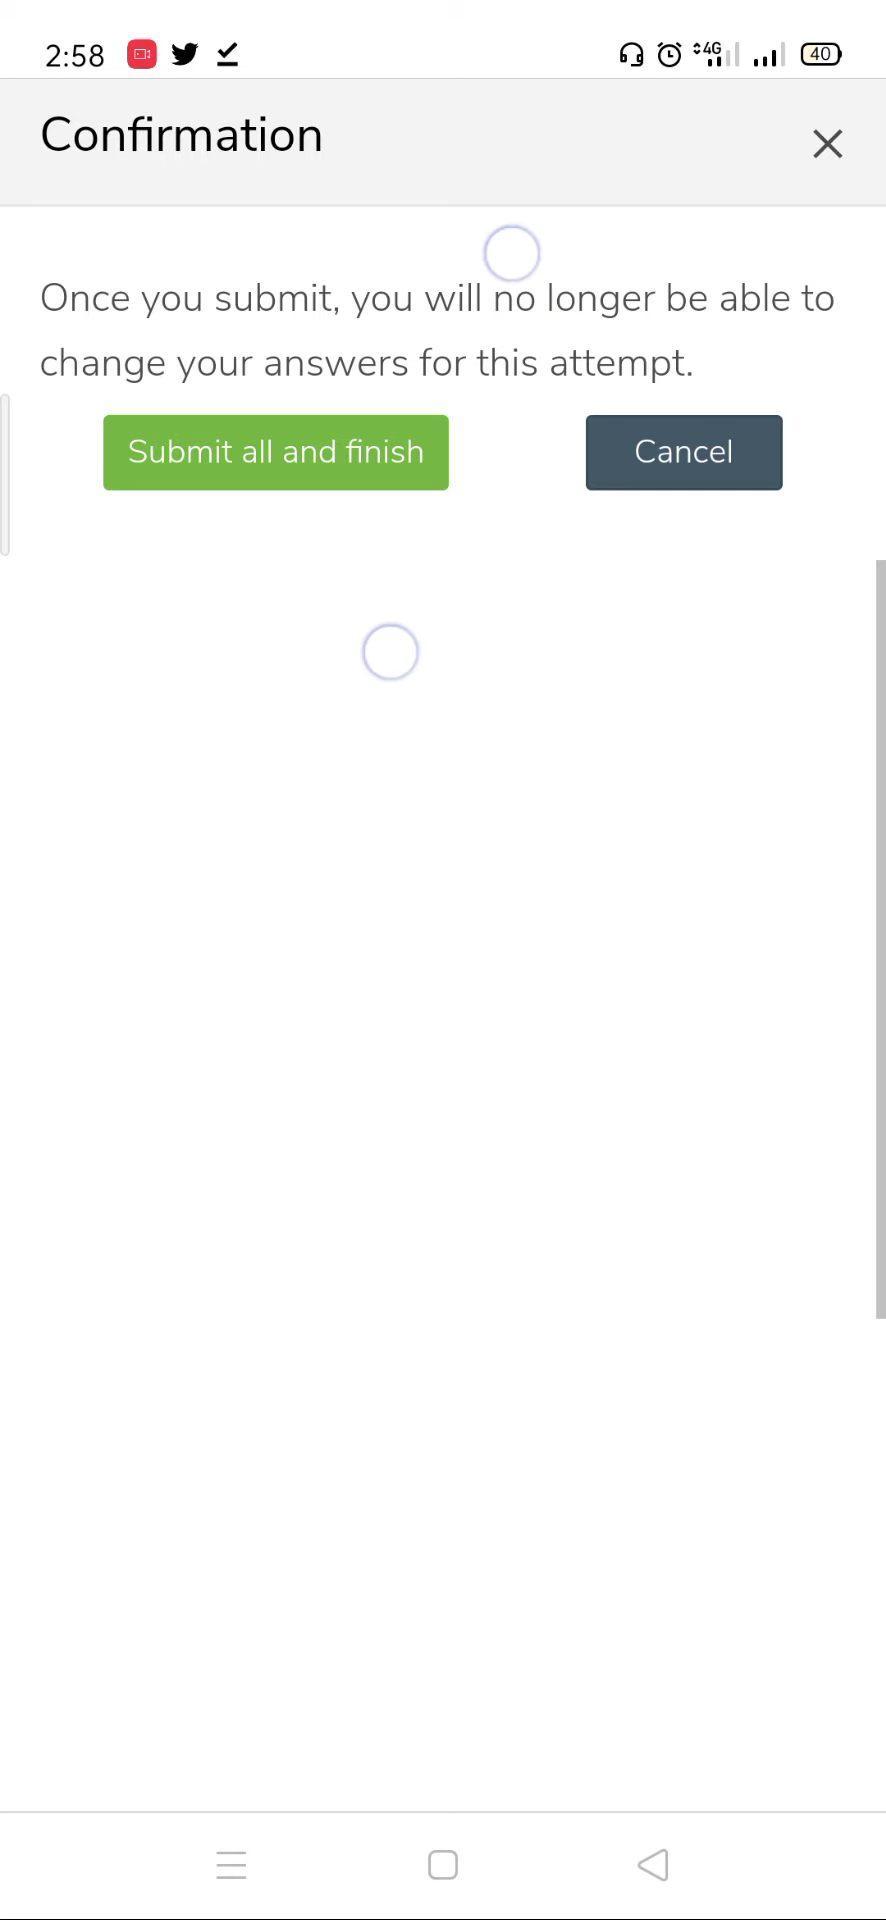 2:58 4G 40
Confirmation
Once you submit, you will no longer be able to
change your answers for this attempt.
Submit all and finish Cancel